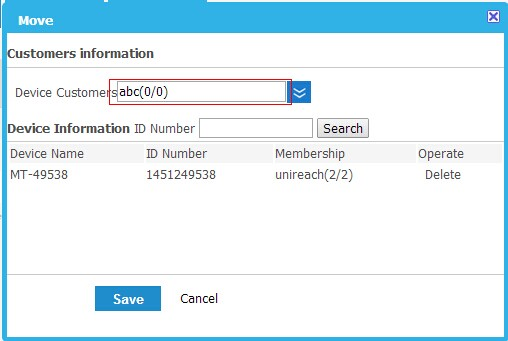 Move
Customers information
Device Customers abc(0/0)
Device Information ID Number Search
Device Name ID Number Membership Operate
MT-49538 1451249538 unireach(2/2) Delete
Save Cancel